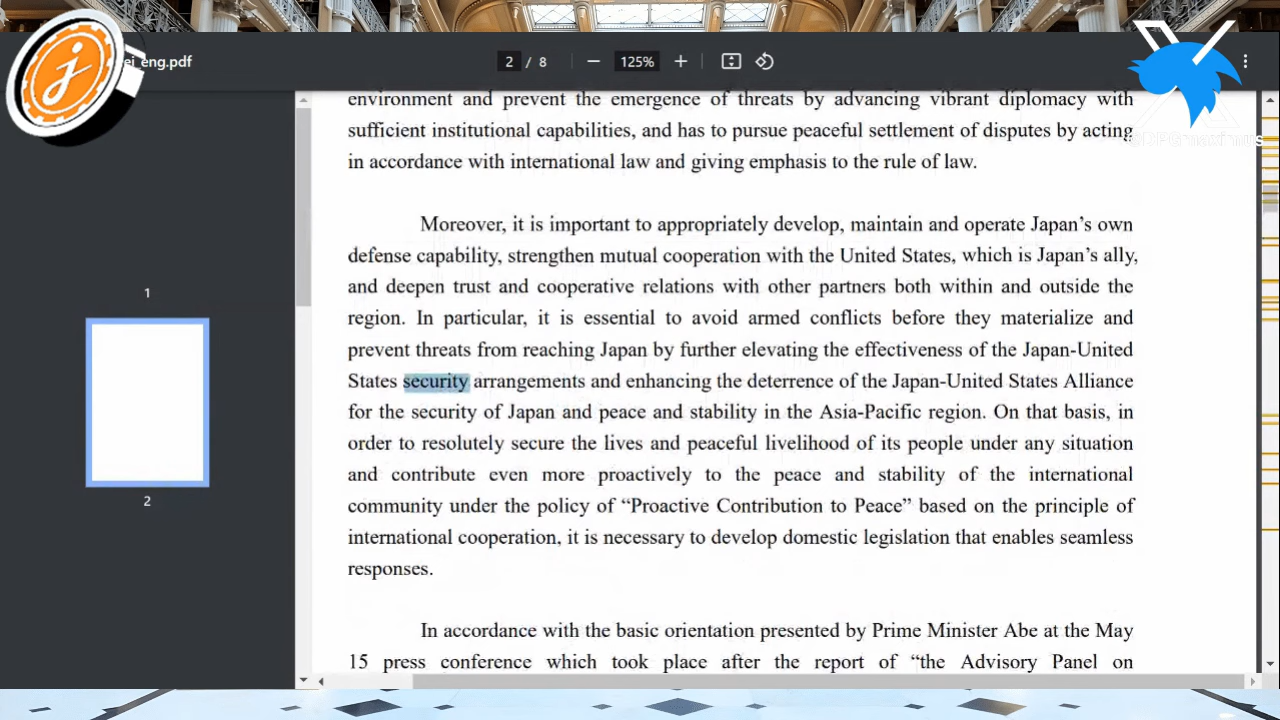 ei_eng.pdf
2 / 8
125%
environment and prevent the emergence of threats by advancing vibrant diplomacy with
sufficient institutional capabilities, and has to pursue peaceful settlement of disputes by acting
in accordance with international law and giving emphasis to the rule of law.
Moreover, it is important to appropriately develop, maintain and operate Japan’s own
defense capability, strengthen mutual cooperation with the United States, which is Japan’s ally,
and deepen trust and cooperative relations with other partners both within and outside the
region. In particular, it is essential to avoid armed conflicts before they materialize and
prevent threats from reaching Japan by further elevating the effectiveness of the Japan-United
States security arrangements and enhancing the deterrence of the Japan-United States Alliance
for the security of Japan and peace and stability in the Asia-Pacific region. On that basis, in
order to resolutely secure the lives and peaceful livelihood of its people under any situation
and contribute even more proactively to the peace and stability of the international
community under the policy of “Proactive Contribution to Peace” based on the principle of
international cooperation, it is necessary to develop domestic legislation that enables seamless
responses.
In accordance with the basic orientation presented by Prime Minister Abe at the May
15 press conference which took place after the report of “the Advisory Panel on
1
2